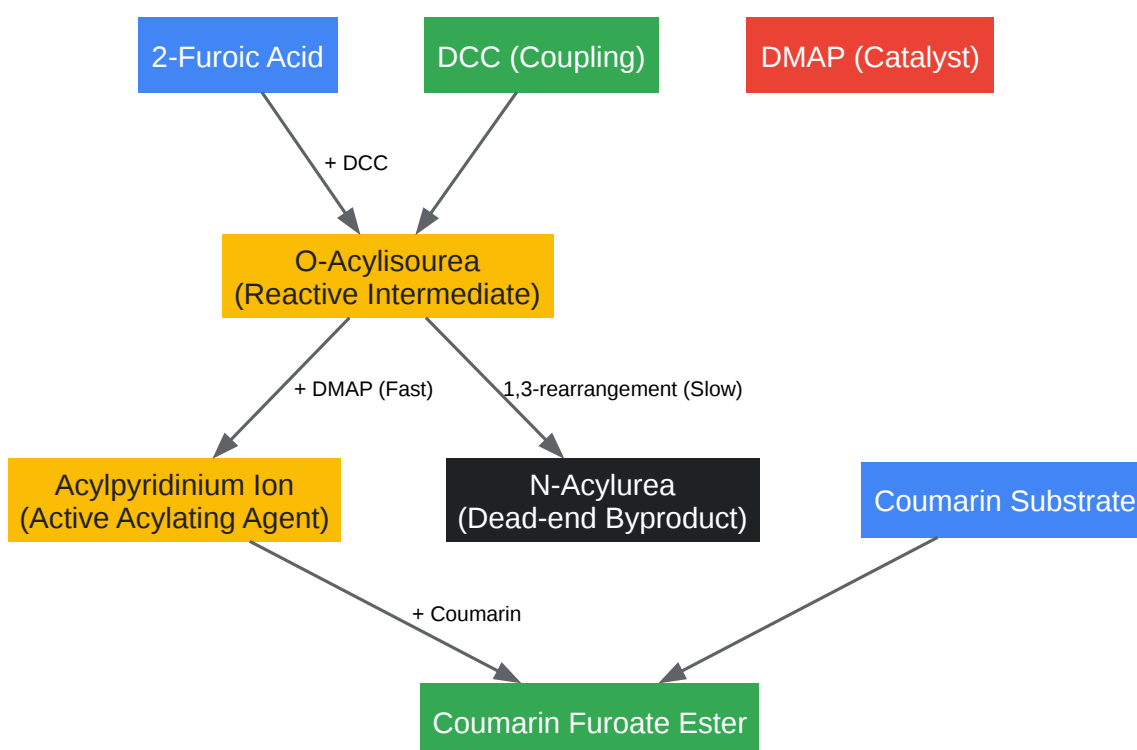 2-Furoic Acid
DCC (Coupling)
DMAP (Catalyst)
+ DCC
O-Acylisourea
(Reactive Intermediate)
+ DMAP (Fast)
1,3-rearrangement (Slow)
Acylpyridinium Ion
(Active Acylating Agent)
N-Acylurea
(Dead-end Byproduct)
Coumarin Substrate
+ Coumarin
Coumarin Furoate Ester